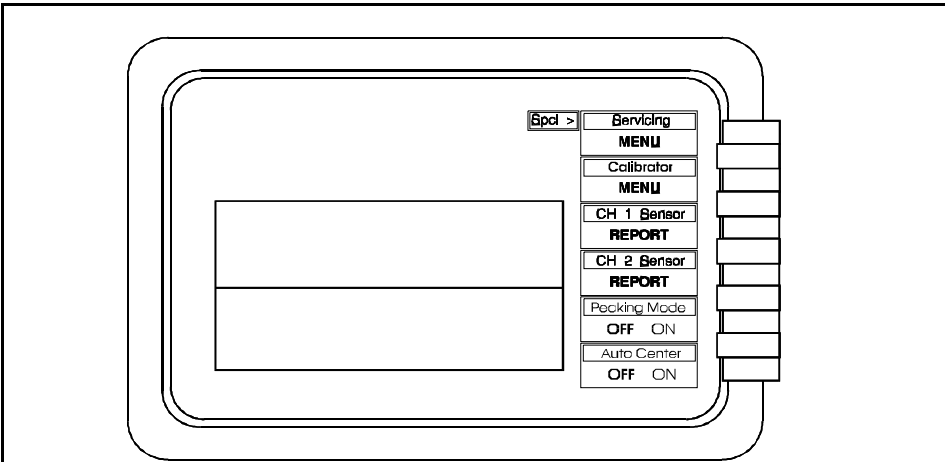 Spcl >
Servicing
MENU
Calibrator
MENU
CH 1 Sensor
REPORT
CH 2 Sensor
REPORT
Peaking Mode
OFF ON
Auto Center
OFF ON